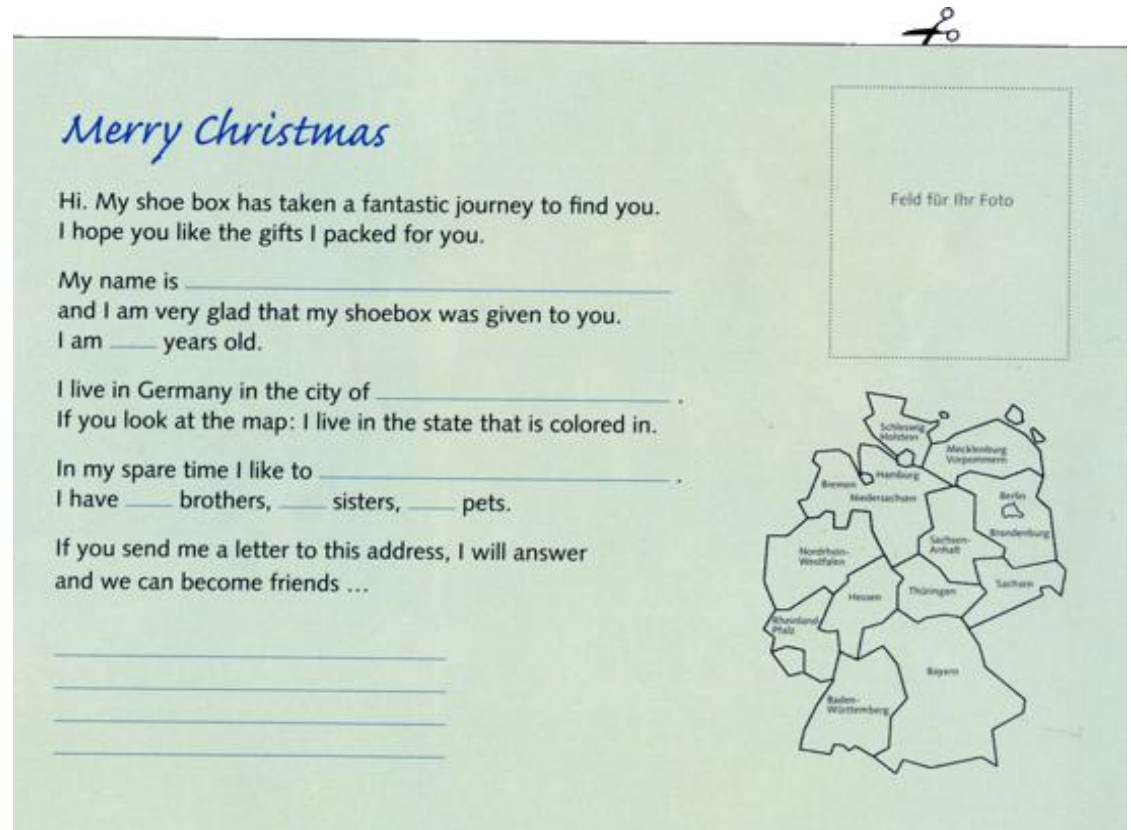 Merry Christmas
Hi. My shoe box has taken a fantastic journey to find you.
I hope you like the gifts I packed for you.
My name is
and I am very glad that my shoebox was given to you.
I am years old.
I live in Germany in the city of .
If you look at the map: I live in the state that is colored in.
In my spare time I like to .
I have brothers, sisters, pets.
If you send me a letter to this address, I will answer
and we can become friends ...
Feld für Ihr Foto
Schleswig
Holstein
Mecklenburg
Vorpommern
Hamburg
Bremen
Niedersachsen
Berlin
Brandenburg
Sachsen-
Anhalt
Nordrhein-
Westfalen
Hessen
Thüringen
Sachsen
Rheinland
Pfalz
Bayern
Baden-
Württemberg